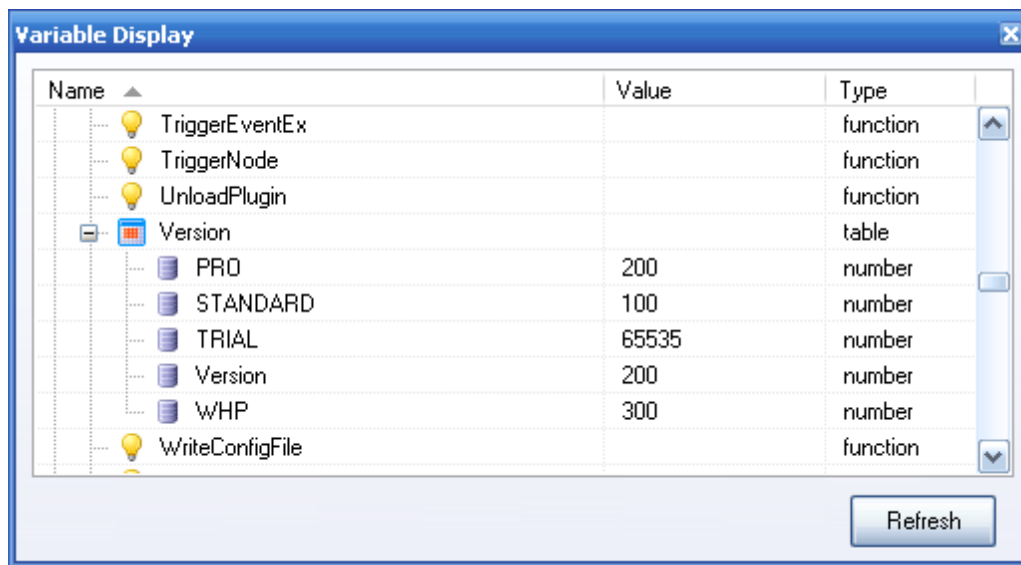 Variable Display
Name Value Type
TriggerEventEx function
TriggerNode function
UnloadPlugin function
Version table
PRO 200 number
STANDARD 100 number
TRIAL 65535 number
Version 200 number
WHP 300 number
WriteConfigFile function
Refresh